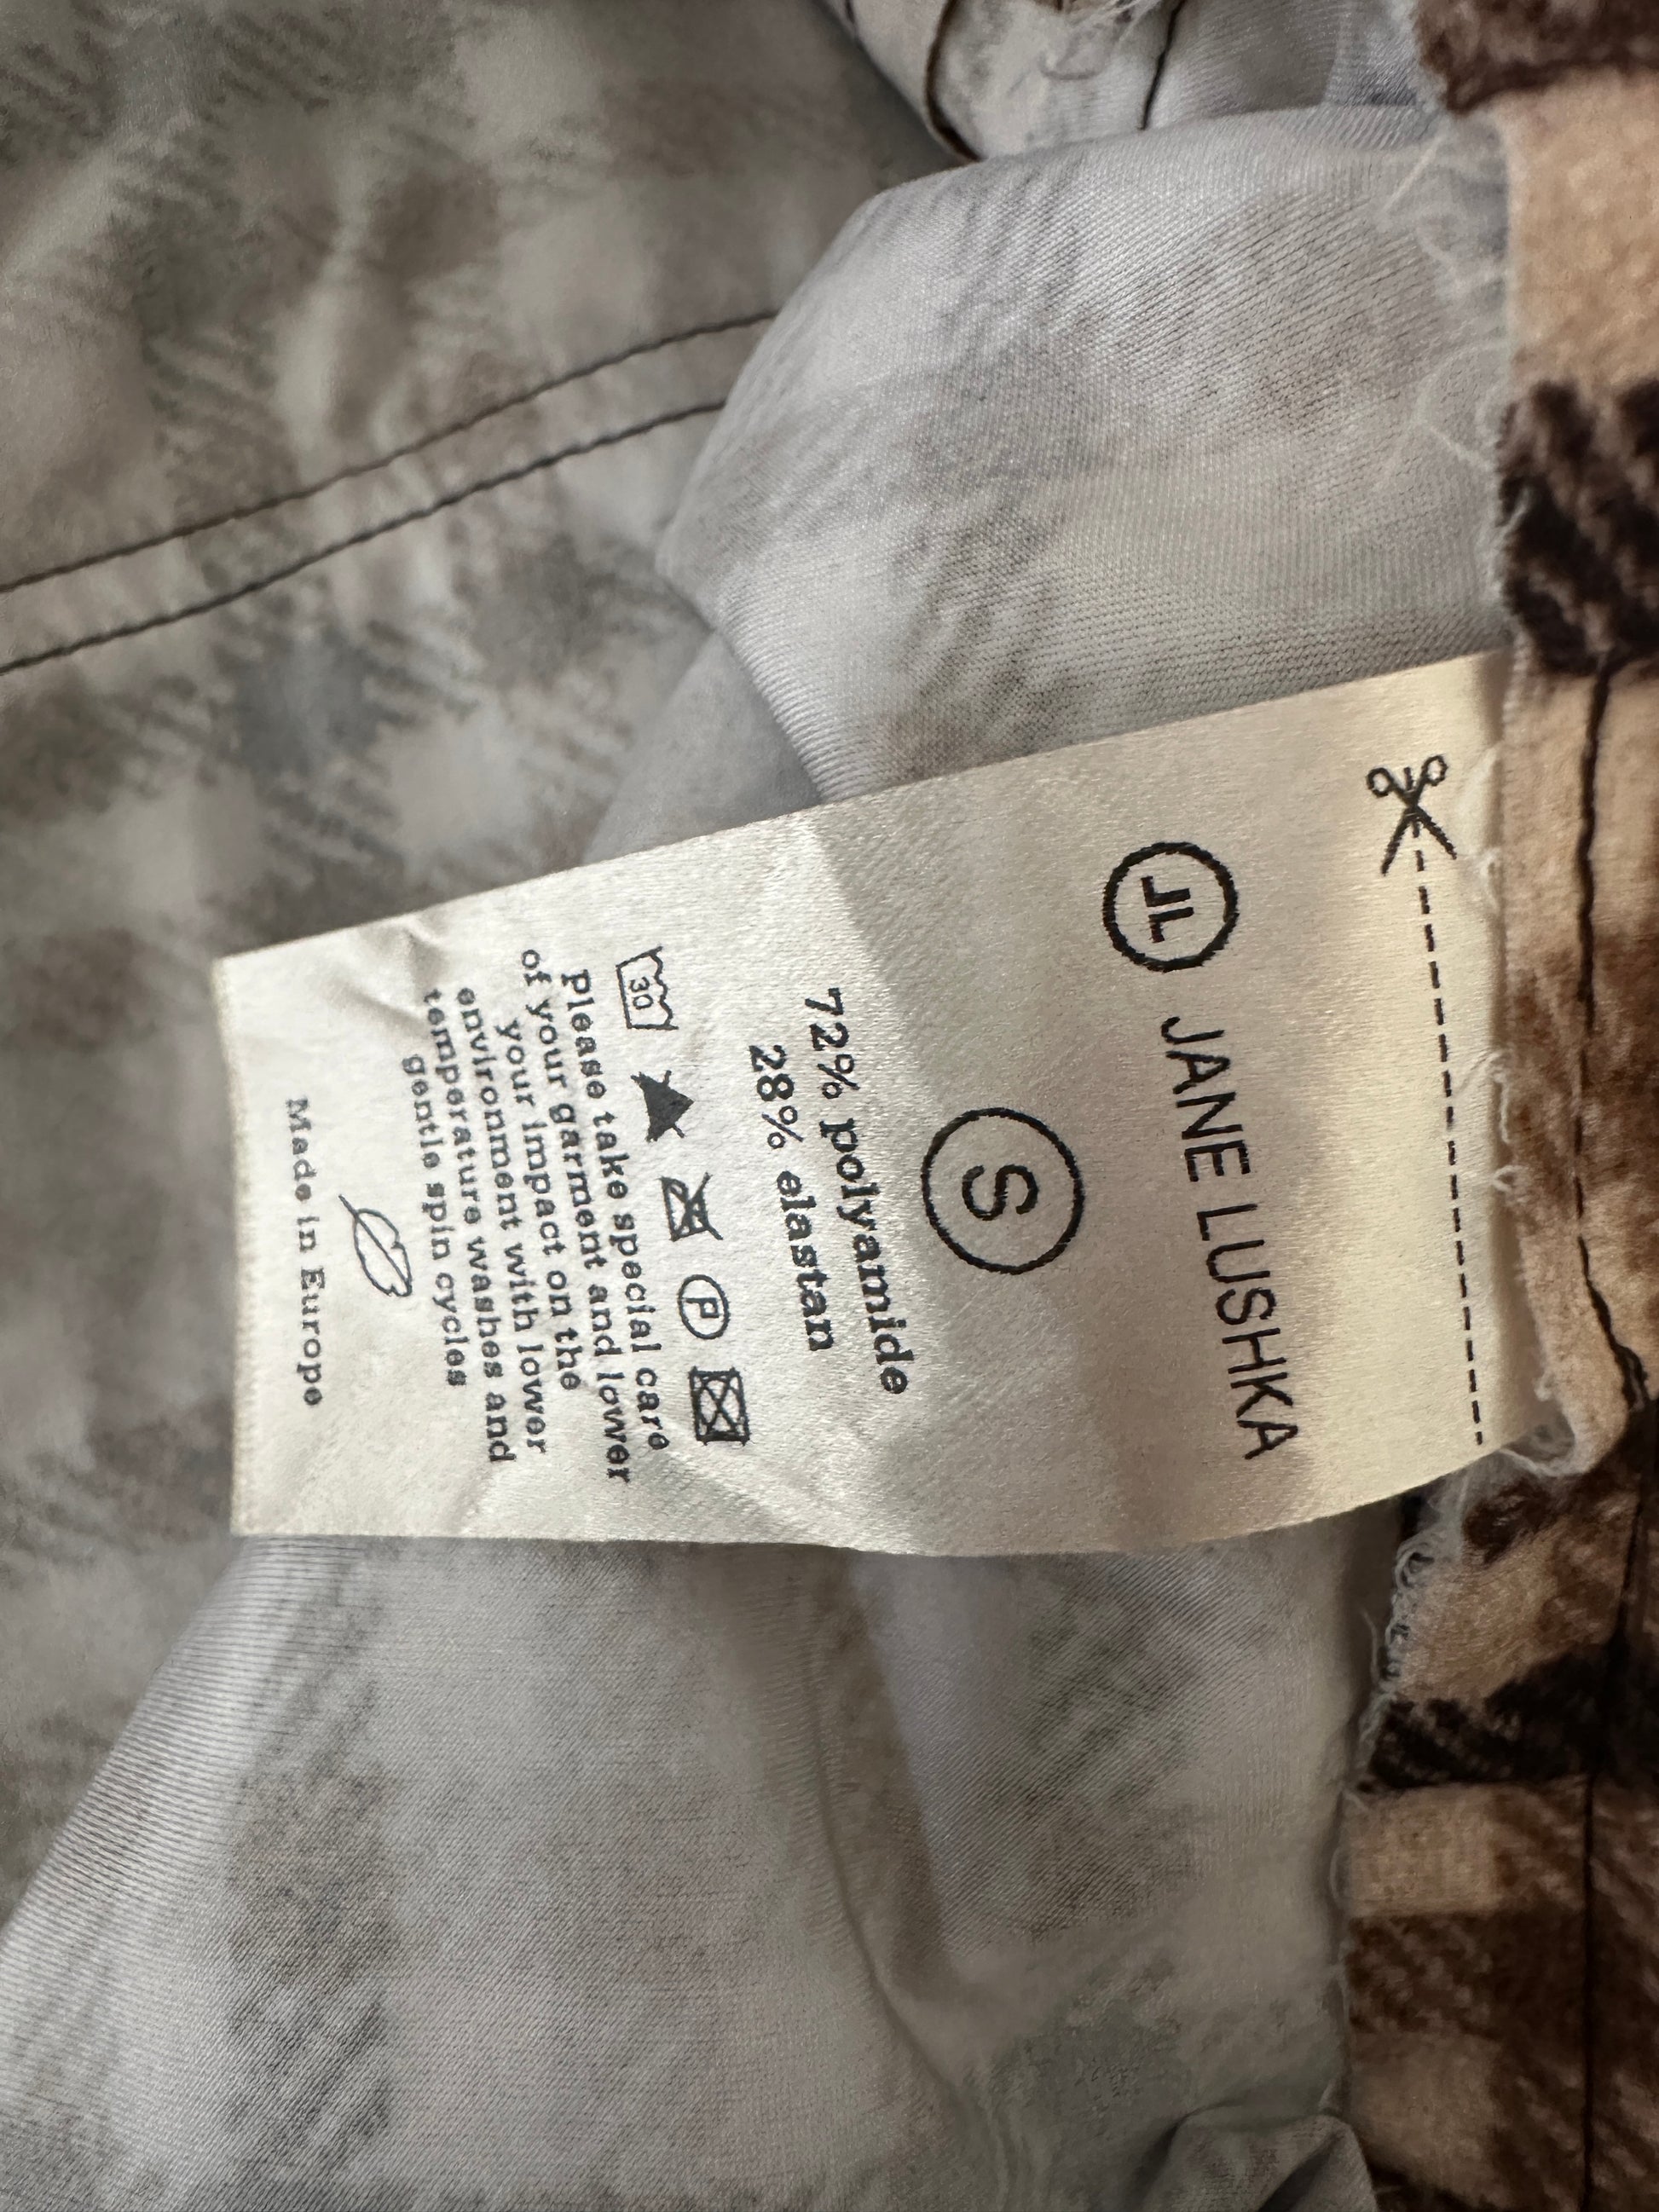 JL JANE LUSHKA
S
72% polyamide
28% elastan
30 P
Please take special care
of your garment and lower
your impact on the
environment with lower
temperature washes and
gentle spin cycles
Made in Europe